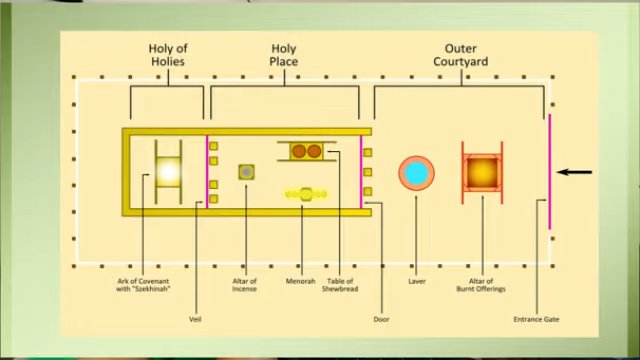 Holy of
Holies
Holy
Place
Outer
Courtyard
Ark of Covenant
with "Szekhinah"
Altar of
Incense
Menorah
Table of
Shewbread
Laver
Altar of
Burnt Offerings
Veil
Door
Entrance Gate